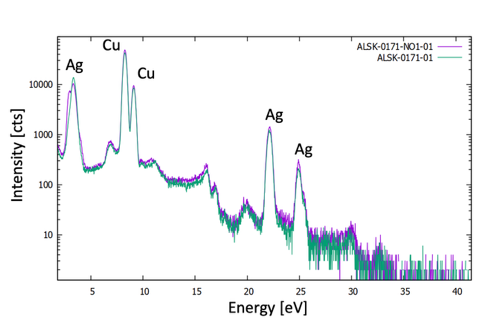 Cu
Ag
Cu
ALSK-0171-NO1-01
ALSK-0171-01
Ag
Ag
Intensity [cts]
10000
1000
100
10
5
10
15
20
25
30
35
40
Energy [eV]